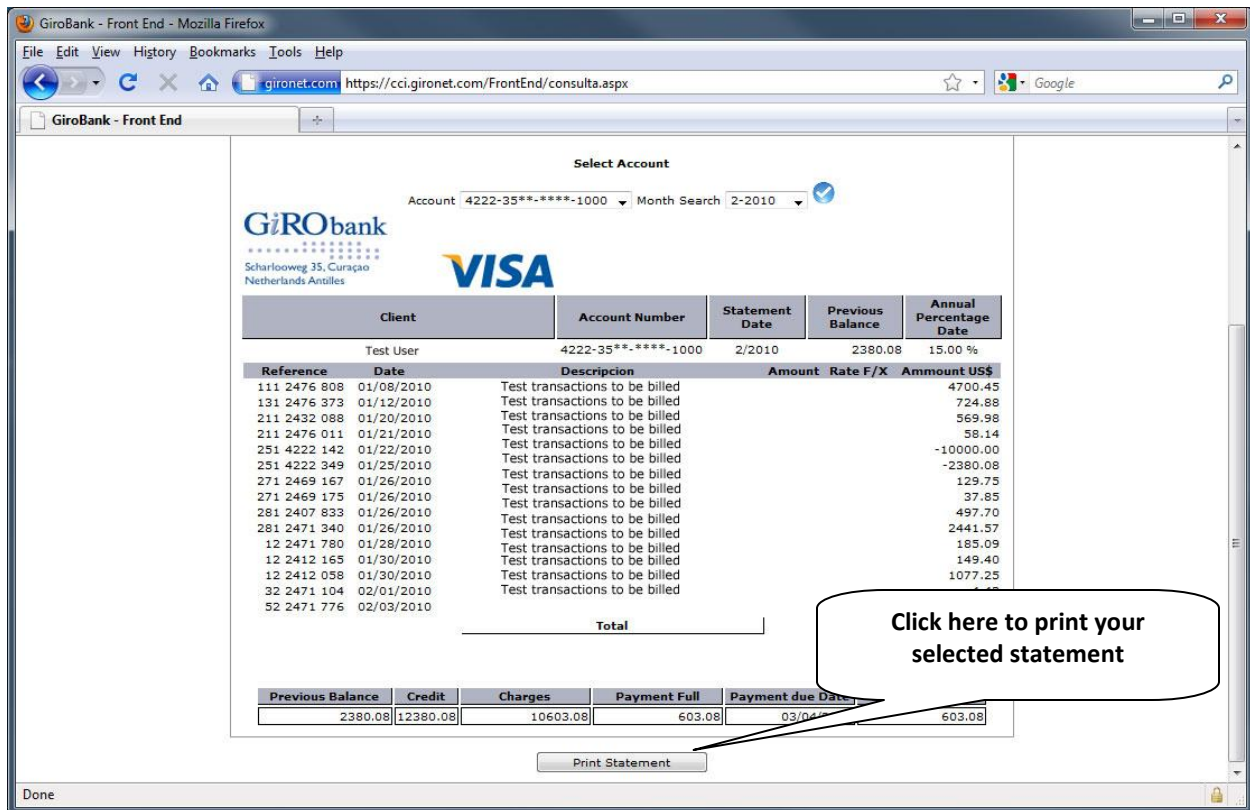 GiroBank - Front End - Mozilla Firefox
File Edit View History Bookmarks Tools Help
gironet.com https://cci.gironet.com/FrontEnd/consulta.aspx Google
GiroBank - Front End
Select Account
Account 4222-35**-****-1000 Month Search 2-2010
GiRObank
Scharlooweg 35, Curaçao
Netherlands Antilles
VISA
Client Account Number Statement Date Previous Balance Annual Percentage Date
Test User 4222-35**-****-1000 2/2010 2380.08 15.00 %
Reference Date Descripcion Amount Rate F/X Ammount US$
111 2476 808 01/08/2010 Test transactions to be billed 4700.45
131 2476 373 01/12/2010 Test transactions to be billed 724.88
211 2432 088 01/20/2010 Test transactions to be billed 569.98
211 2476 011 01/21/2010 Test transactions to be billed 58.14
251 4222 142 01/22/2010 Test transactions to be billed -10000.00
251 4222 349 01/25/2010 Test transactions to be billed -2380.08
271 2469 167 01/26/2010 Test transactions to be billed 129.75
271 2469 175 01/26/2010 Test transactions to be billed 37.85
281 2407 833 01/26/2010 Test transactions to be billed 497.70
281 2471 340 01/26/2010 Test transactions to be billed 2441.57
12 2471 780 01/28/2010 Test transactions to be billed 185.09
12 2412 165 01/30/2010 Test transactions to be billed 149.40
12 2412 058 01/30/2010 Test transactions to be billed 1077.25
32 2471 104 02/01/2010 Test transactions to be billed
52 2471 776 02/03/2010
Total
Click here to print your
selected statement
Previous Balance Credit Charges Payment Full Payment due Date
2380.08 12380.08 10603.08 603.08 03/04/ 603.08
Print Statement
Done